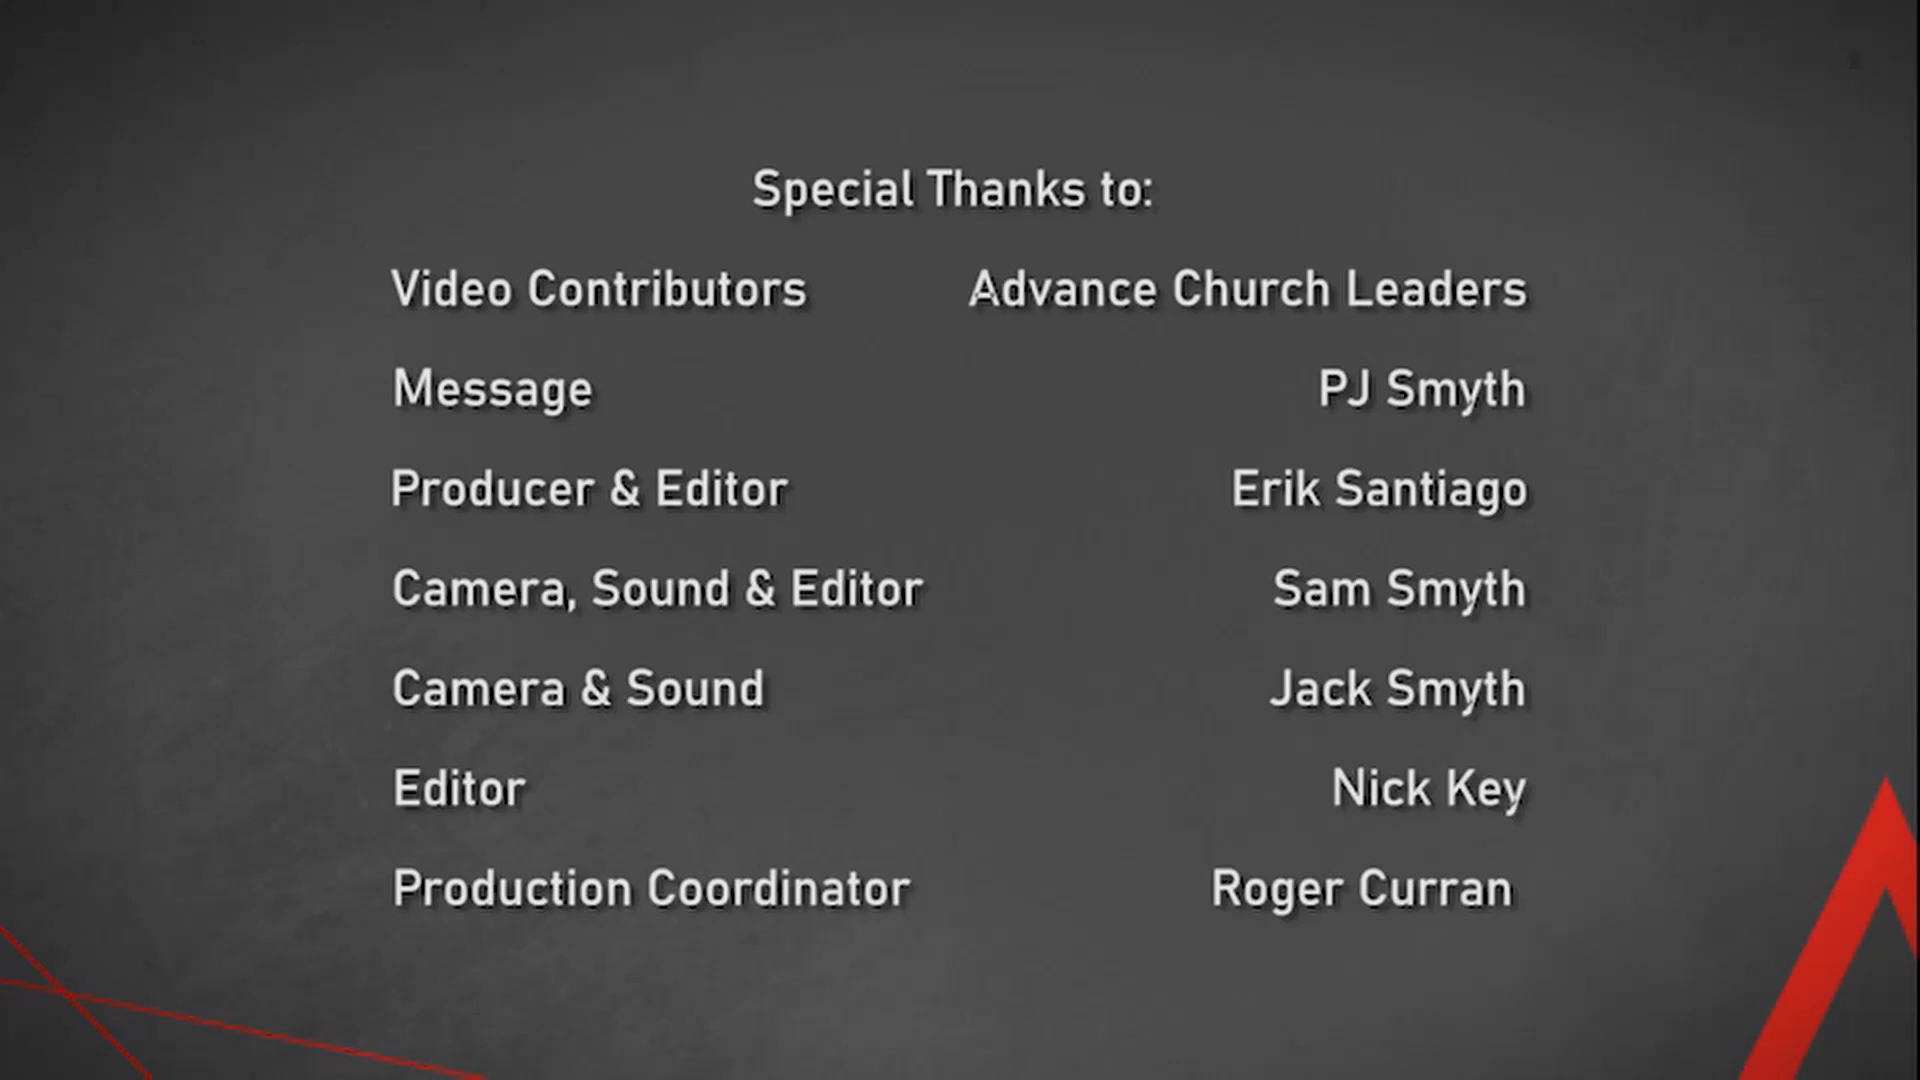 Special Thanks to:
Video Contributors Advance Church Leaders
Message PJ Smyth
Producer & Editor Erik Santiago
Camera, Sound & Editor Sam Smyth
Camera & Sound Jack Smyth
Editor Nick Key
Production Coordinator Roger Curran